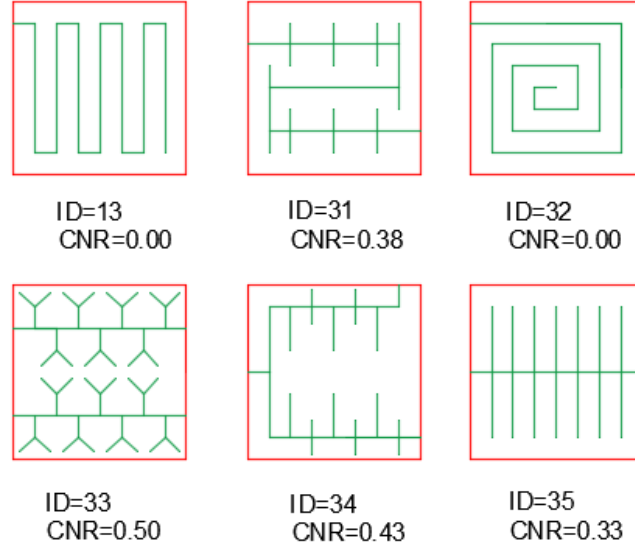 ID=13
CNR=0.00
ID=31
CNR=0.38
ID=32
CNR=0.00
ID=33
CNR=0.50
ID=34
CNR=0.43
ID=35
CNR=0.33